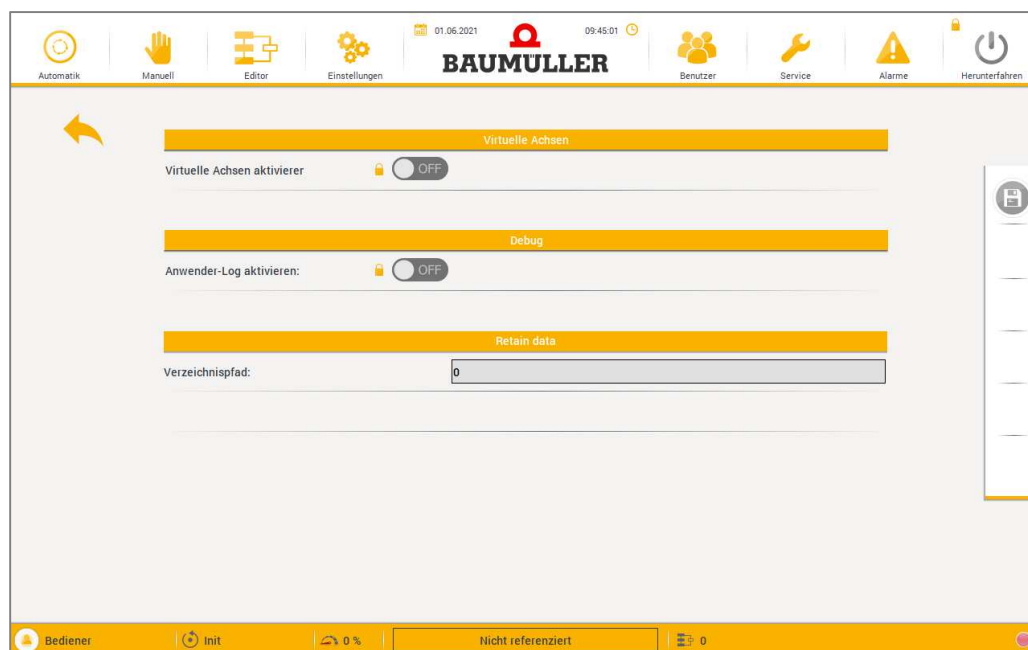 01.06.2021
09:45:01
BAUMULLER
Automatik
Manuell
Editor
Einstellungen
Benutzer
Service
Alarme
Herunterfahren
Virtuelle Achsen
Virtuelle Achsen aktivierer
OFF
Debug
Anwender-Log aktivieren:
OFF
Retain data
Verzeichnispfad:
0
Bediener
Init
0 %
Nicht referenziert
0